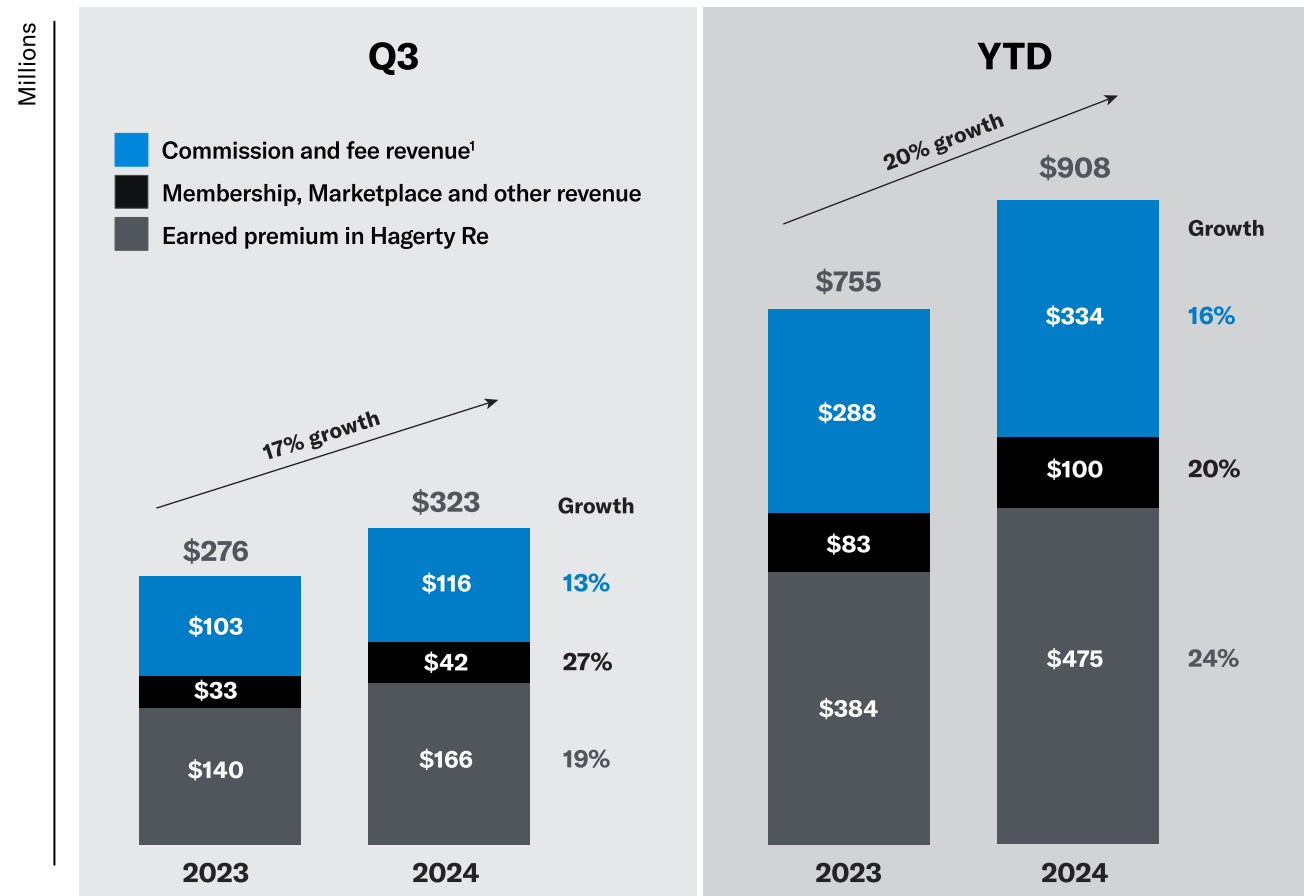 Millions
Q3
Commission and fee revenue¹
Membership, Marketplace and other revenue
Earned premium in Hagerty Re
17% growth
$276
$103
$33
$140
2023
$323
$116
$42
$166
2024
Growth
13%
27%
19%
YTD
20% growth
$755
$288
$83
$384
2023
$908
$334
$100
$475
2024
Growth
16%
20%
24%